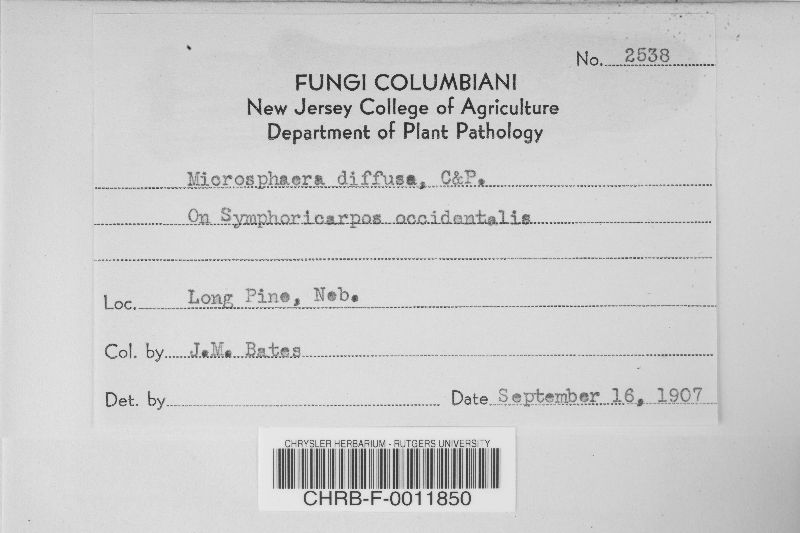 No. 2538
FUNGI COLUMBIANI
New Jersey College of Agriculture
Department of Plant Pathology
Microsphaera diffusa, C&P.
On Symphoricarpos occidentalis
Loc. Long Pine, Neb.
Col. by J.M. Bates
Det. by Date September 16, 1907
CHRYSLER HERBARIUM - RUTGERS UNIVERSITY
CHRB-F-0011850